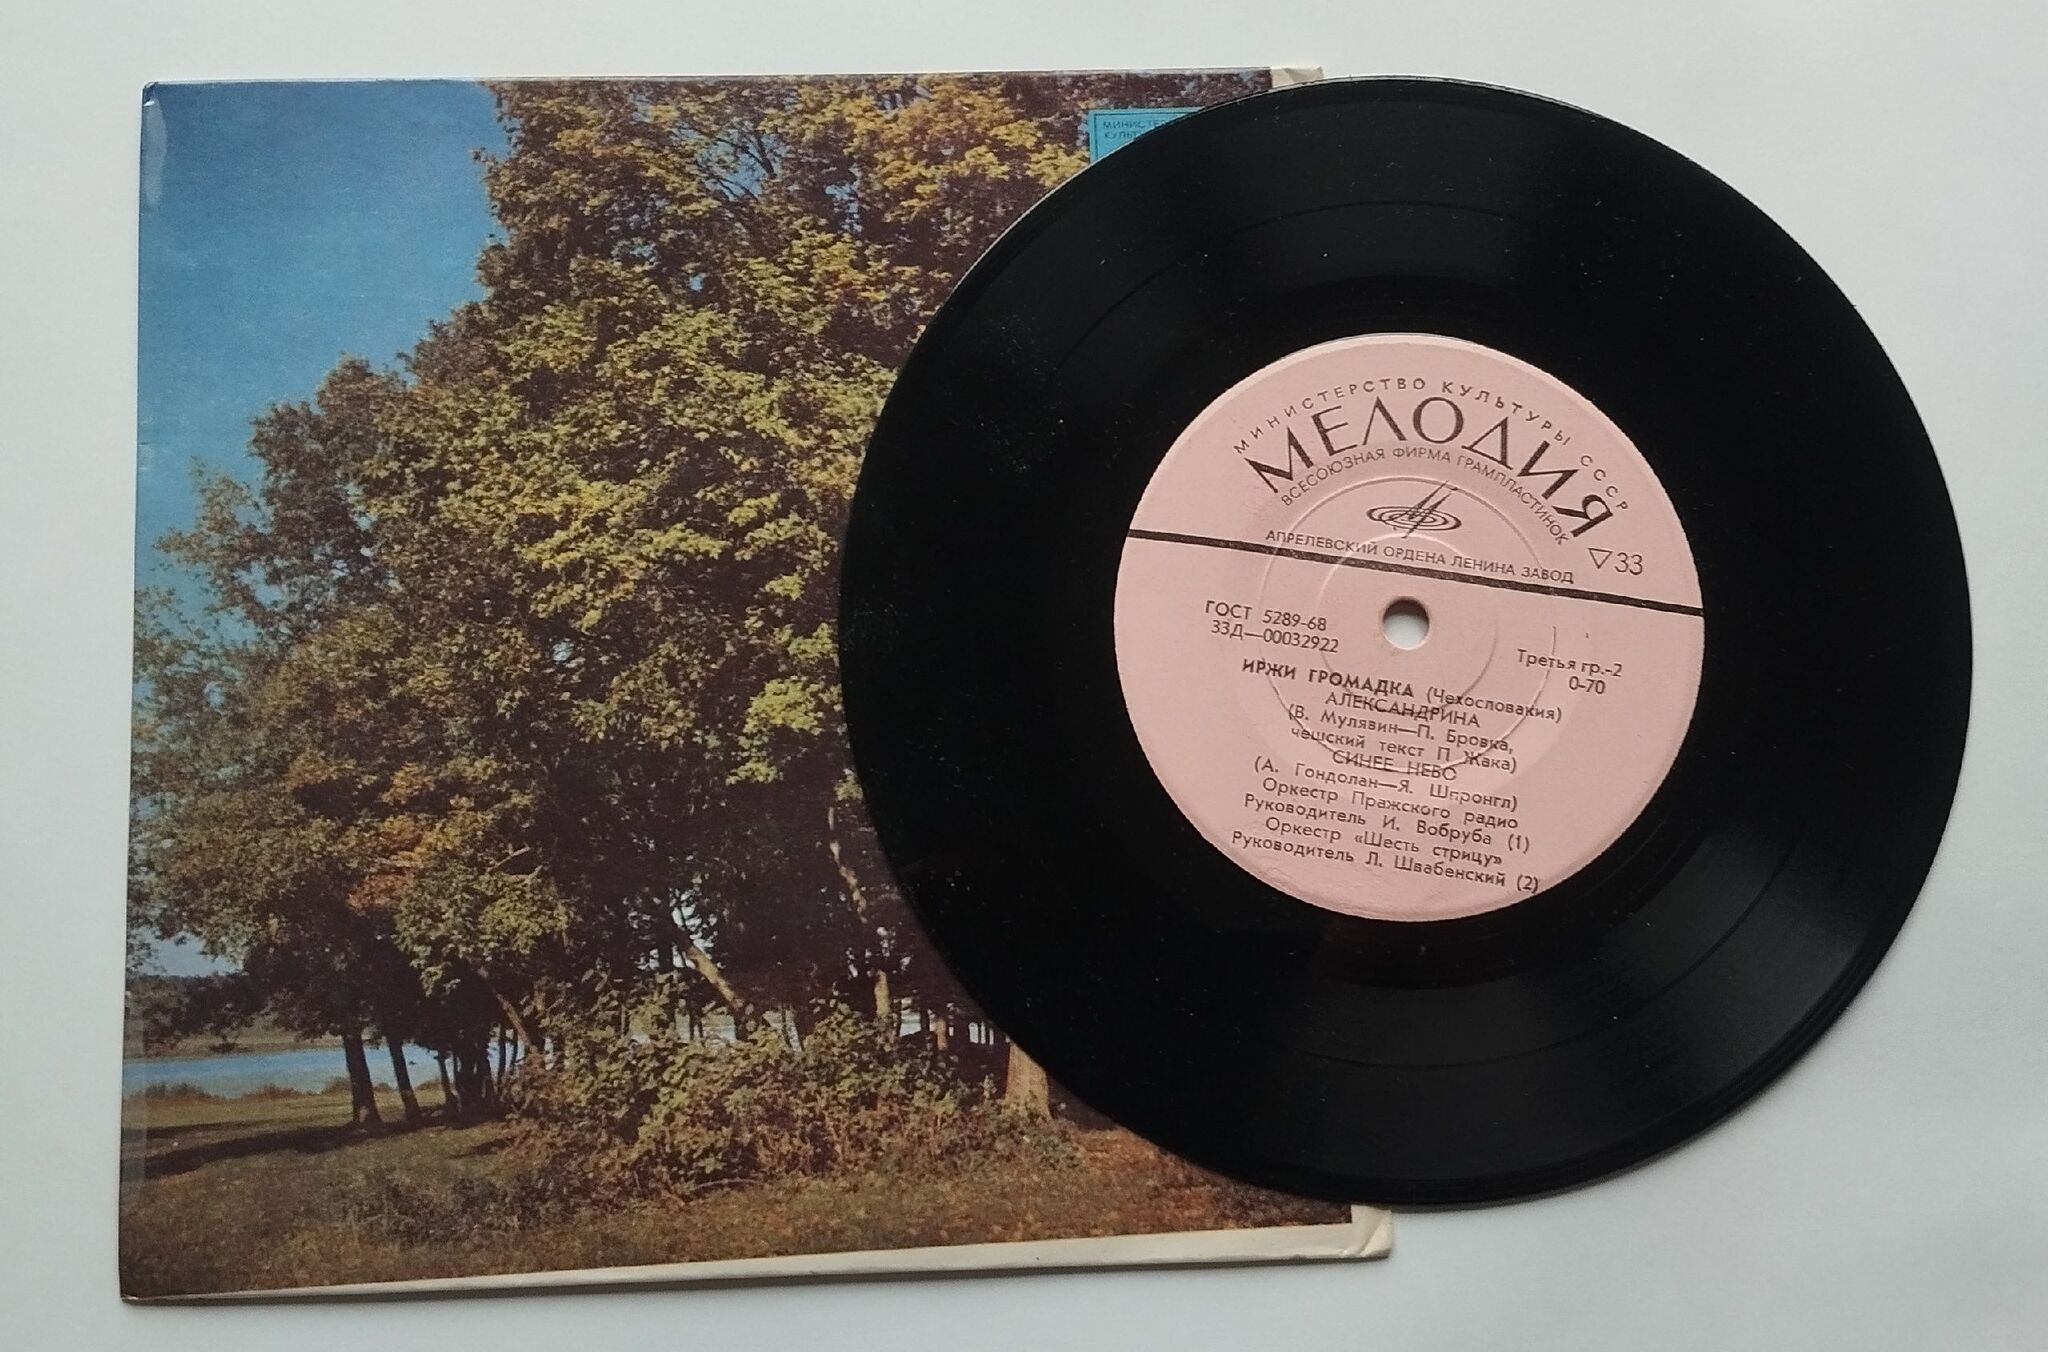 МИНИСТЕ
КУЛЬТ
МИНИСТЕРСТВО КУЛЬТУРЫ СССР
МЕЛОДИЯ
ВСЕСОЮЗНАЯ ФИРМА ГРАМПЛАСТИНОК
АПРЕЛЕВСКИЙ ОРДЕНА ЛЕНИНА ЗАВОД
▽33
ГОСТ 5289-68
33Д—00032922
Третья гр.-2
0-70
ИРЖИ ГРОМАДКА (Чехословакия)
АЛЕКСАНДРИНА
(В. Мулявин—П. Бровка,
чешский текст П. Жака)
СИНЕЕ НЕБО
(А. Гондолан—Я. Шпронгл)
Оркестр Пражского радио
Руководитель И. Вобруба (1)
Оркестр «Шесть стрицу»
Руководитель Л. Швабенский (2)